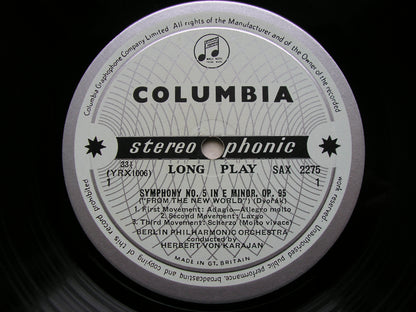 Columbia Graphophone Company Limited. All rights of the Manufacturer and of the Owner of the recorded
work reserved. Unauthorised public performance, broadcasting and copying of this record prohibited
COLUMBIA
stereo phonic
33⅓ LONG PLAY SAX 2275
(YRX1006)
1 1
SYMPHONY NO. 5 IN E MINOR, OP. 95
("FROM THE NEW WORLD") (Dvořák)
1. First Movement: Adagio—Allegro molto
2. Second Movement: Largo
3. Third Movement: Scherzo (Molto vivace)
BERLIN PHILHARMONIC ORCHESTRA
conducted by
HERBERT VON KARAJAN
MADE IN GT. BRITAIN